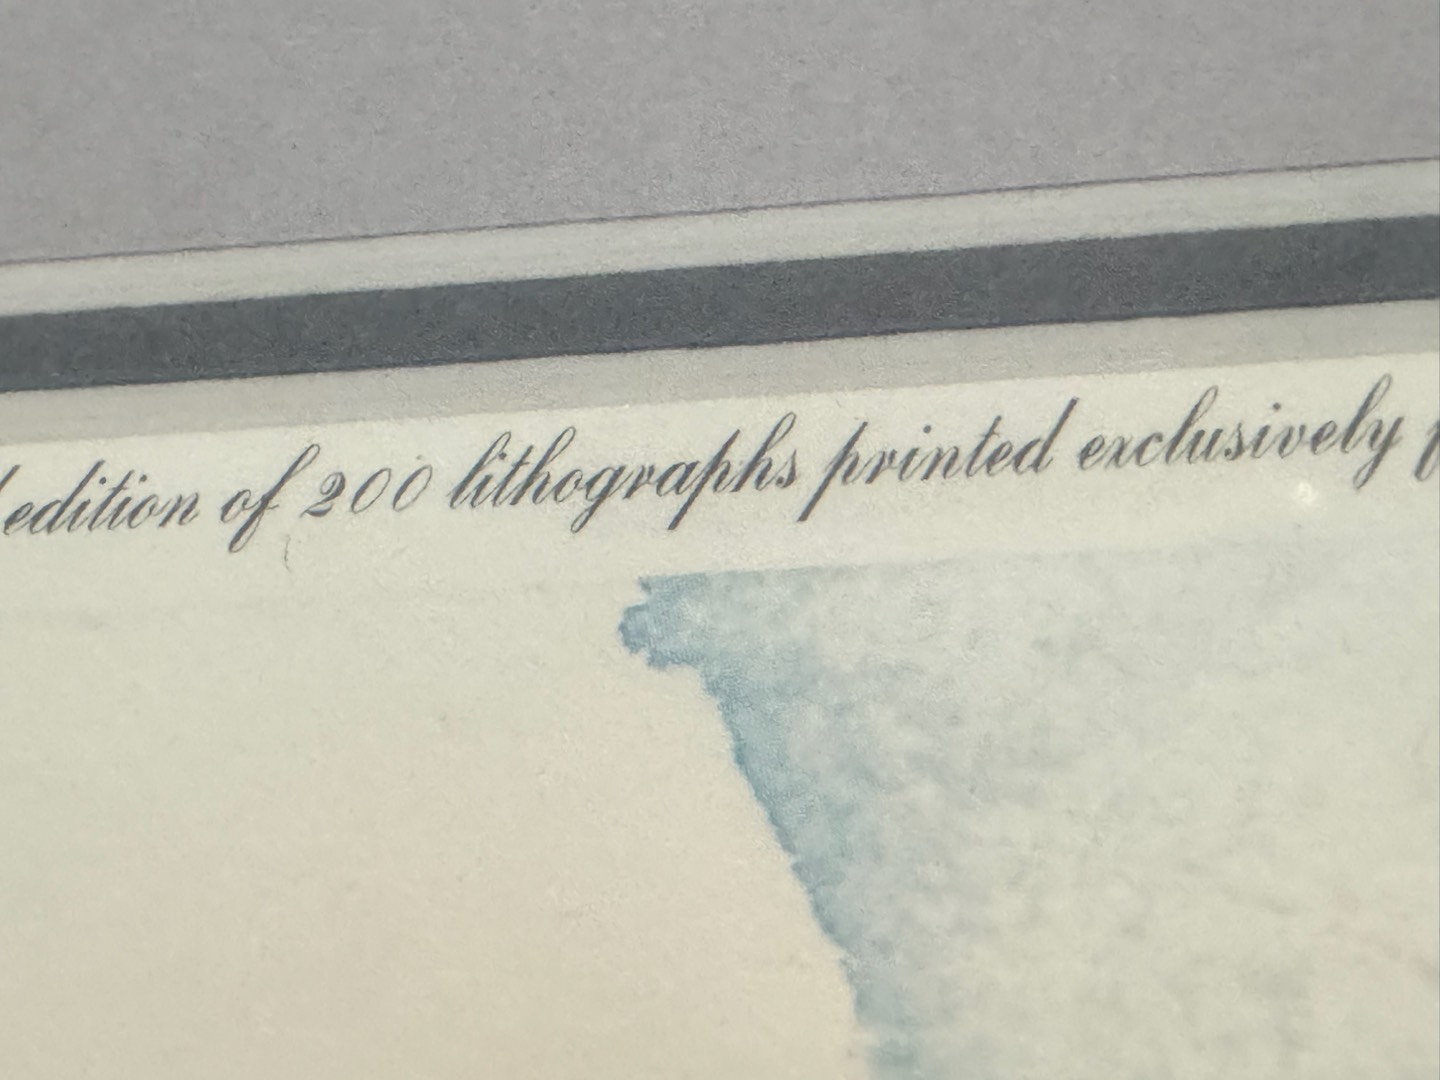 edition of 200 lithographs printed exclusively